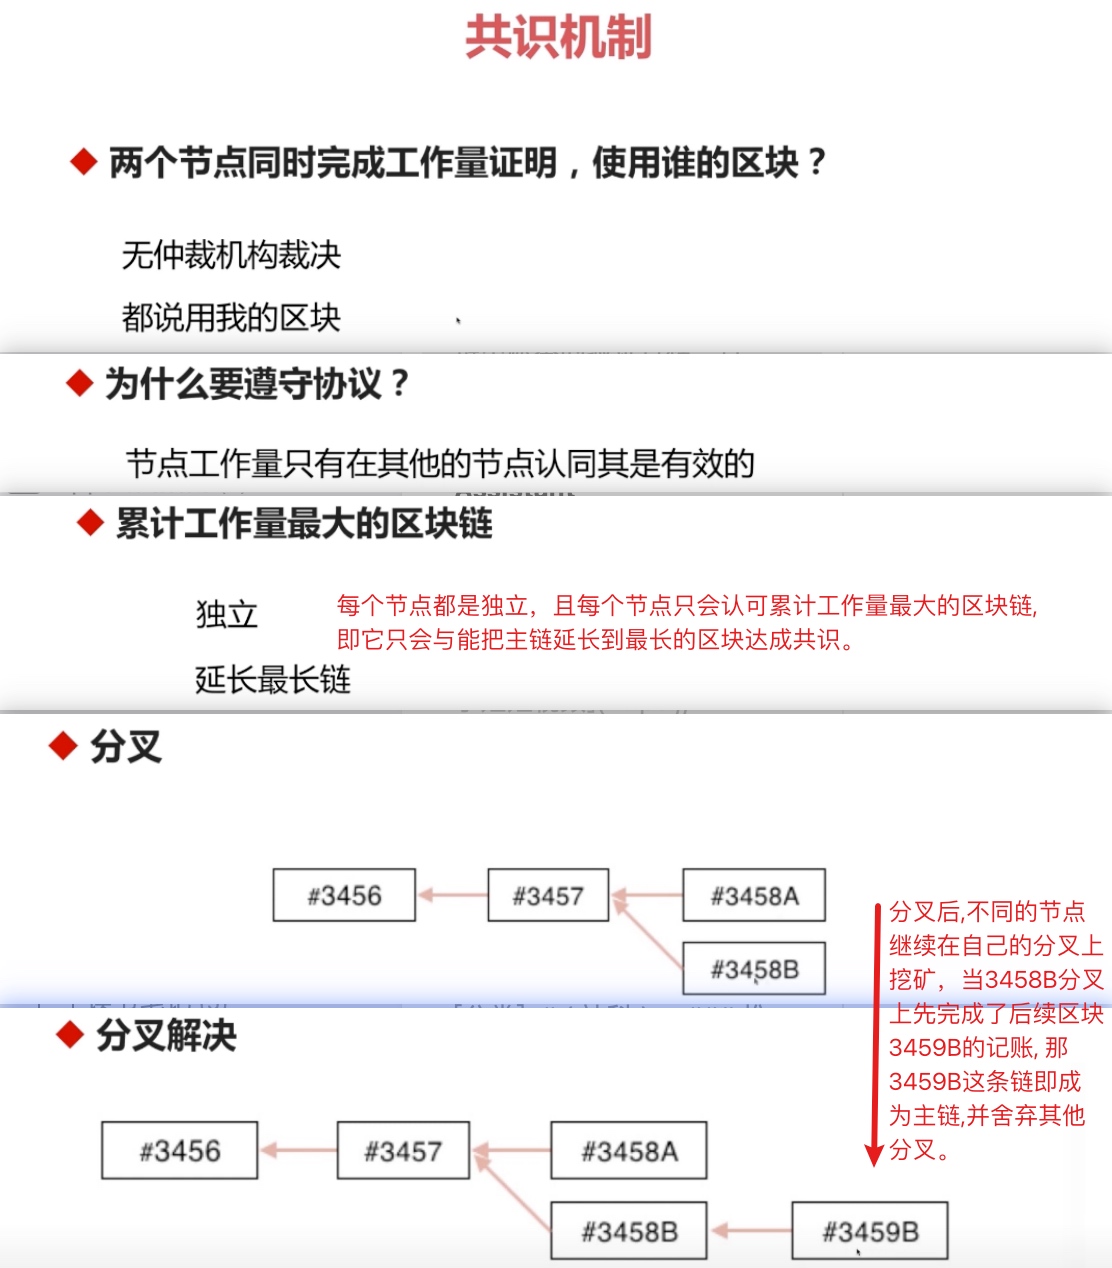 共识机制
两个节点同时完成工作量证明，使用谁的区块？
无仲裁机构裁决
都说用我的区块
为什么要遵守协议？
节点工作量只有在其他的节点认同其是有效的
累计工作量最大的区块链
独立
每个节点都是独立，且每个节点只会认可累计工作量最大的区块链,
即它只会与能把主链延长到最长的区块达成共识。
延长最长链
分叉
#3456
#3457
#3458A
#3458B
分叉后,不同的节点
继续在自己的分叉上
挖矿，当3458B分叉
上先完成了后续区块
3459B的记账, 那
3459B这条链即成
为主链,并舍弃其他
分叉。
分叉解决
#3456
#3457
#3458A
#3458B
#3459B